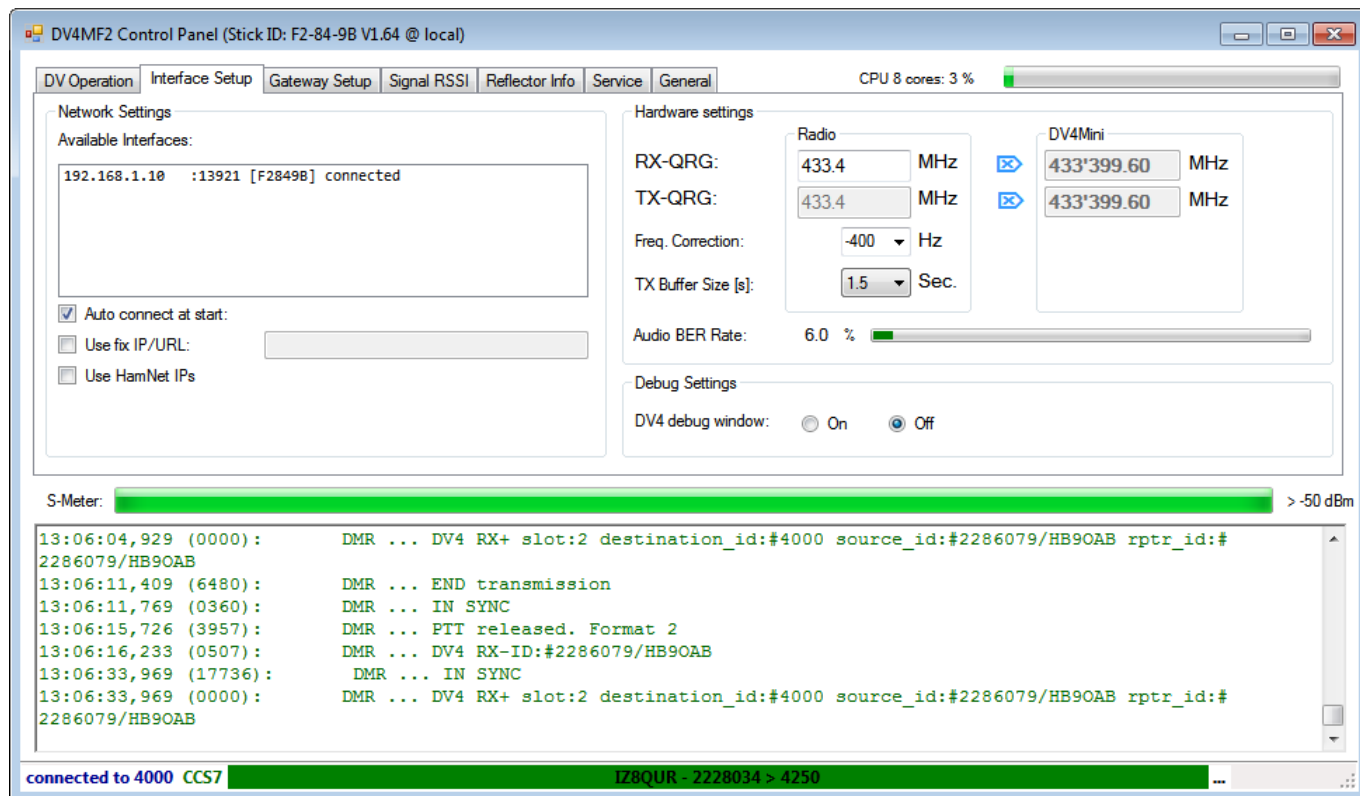 DV4MF2 Control Panel (Stick ID: F2-84-9B V1.64 @ local)
DV Operation Interface Setup Gateway Setup Signal RSSI Reflector Info Service General CPU 8 cores: 3 %
Network Settings
Available Interfaces:
192.168.1.10 :13921 [F2849B] connected
Auto connect at start:
Use fix IP/URL:
Use HamNet IPs
Hardware settings
Radio DV4Mini
RX-QRG: 433.4 MHz 433'399.60 MHz
TX-QRG: 433.4 MHz 433'399.60 MHz
Freq. Correction: -400 Hz
TX Buffer Size [s]: 1.5 Sec.
Audio BER Rate: 6.0 %
Debug Settings
DV4 debug window: On Off
S-Meter: > -50 dBm
13:06:04,929 (0000): DMR ... DV4 RX+ slot:2 destination_id:#4000 source_id:#2286079/HB9OAB rptr_id:#
2286079/HB9OAB
13:06:11,409 (6480): DMR ... END transmission
13:06:11,769 (0360): DMR ... IN SYNC
13:06:15,726 (3957): DMR ... PTT released. Format 2
13:06:16,233 (0507): DMR ... DV4 RX-ID:#2286079/HB9OAB
13:06:33,969 (17736): DMR ... IN SYNC
13:06:33,969 (0000): DMR ... DV4 RX+ slot:2 destination_id:#4000 source_id:#2286079/HB9OAB rptr_id:#
2286079/HB9OAB
connected to 4000 CCS7 IZ8QUR - 2228034 > 4250 ...